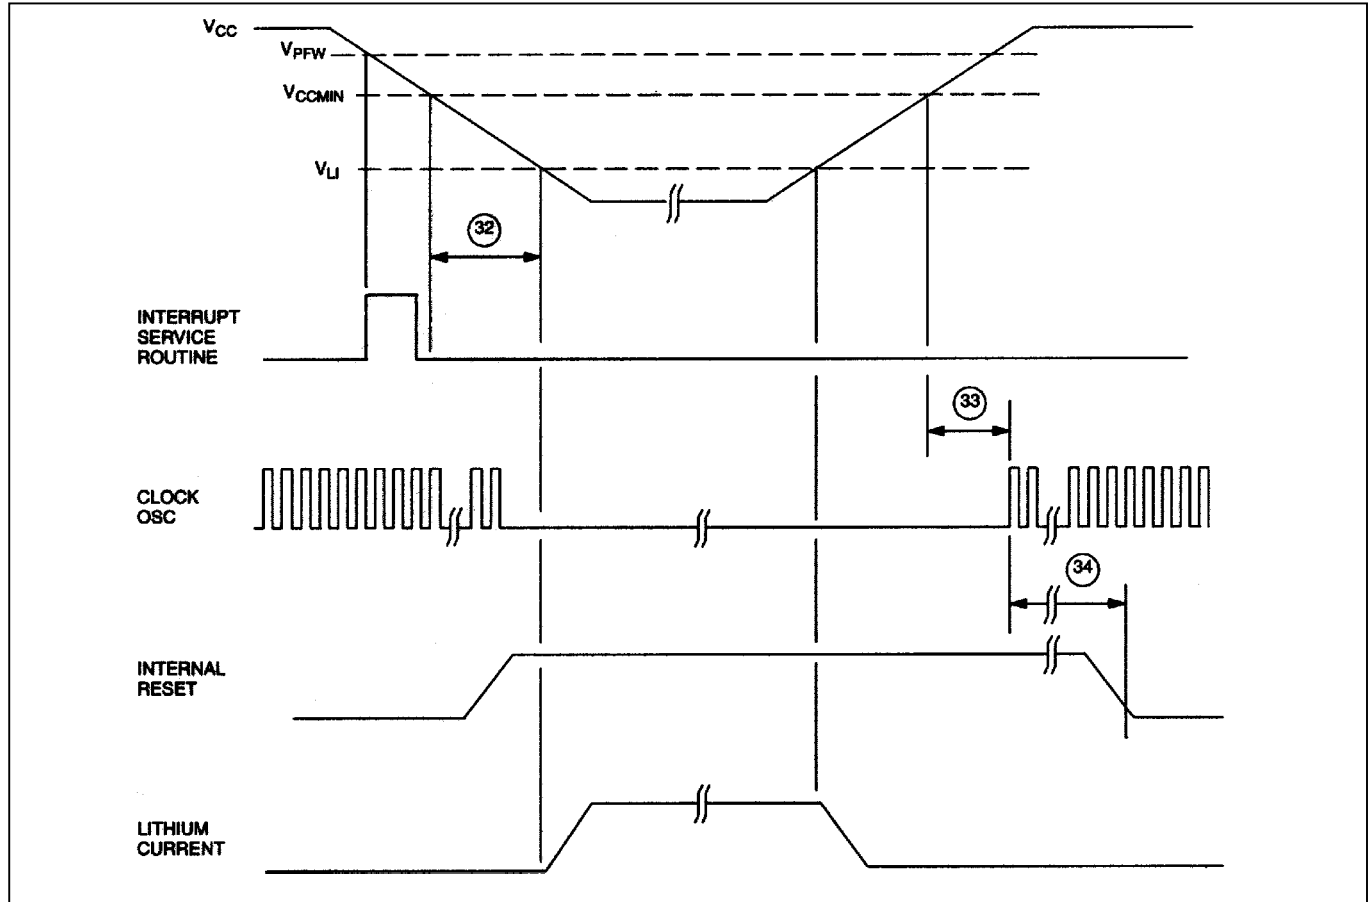 VCC
VPFW
VCCMIN
VLI
32
INTERRUPT
SERVICE
ROUTINE
33
CLOCK
OSC
34
INTERNAL
RESET
LITHIUM
CURRENT